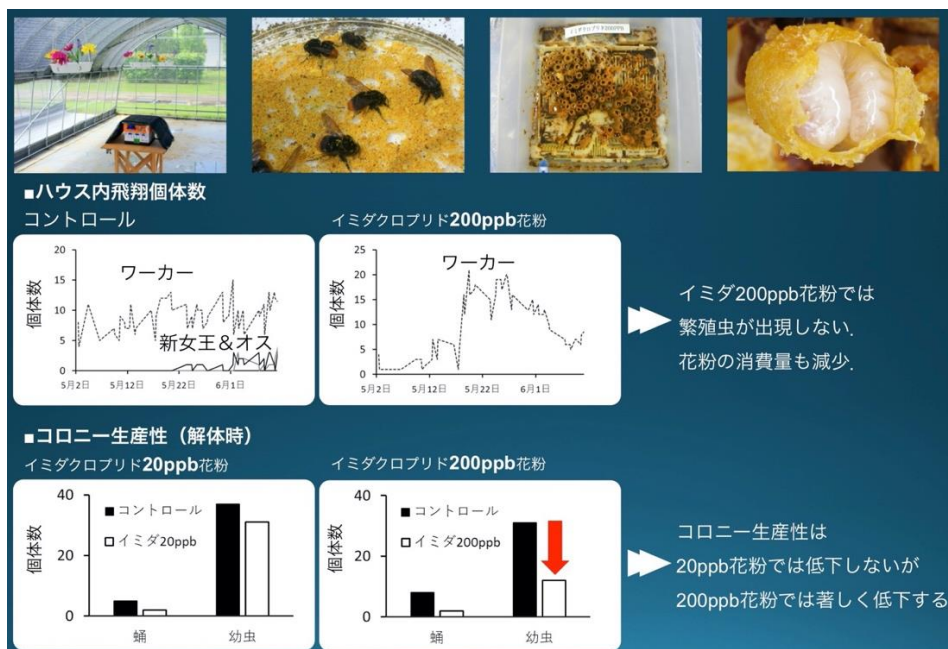 ■ハウス内飛翔個体数
コントロール
イミダクロプリド200ppb花粉
個体数
20
15
10
5
0
ワーカー
新女王&オス
5月2日
5月12日
5月22日
6月1日
個体数
25
20
15
10
5
0
ワーカー
5月2日
5月12日
5月22日
6月1日
イミダ200ppb花粉では
繁殖虫が出現しない.
花粉の消費量も減少.
■コロニー生産性（解体時）
イミダクロプリド20ppb花粉
イミダクロプリド200ppb花粉
個体数
40
20
0
コントロール
イミダ20ppb
蛹
幼虫
個体数
40
20
0
コントロール
イミダ200ppb
蛹
幼虫
コロニー生産性は
20ppb花粉では低下しないが
200ppb花粉では著しく低下する